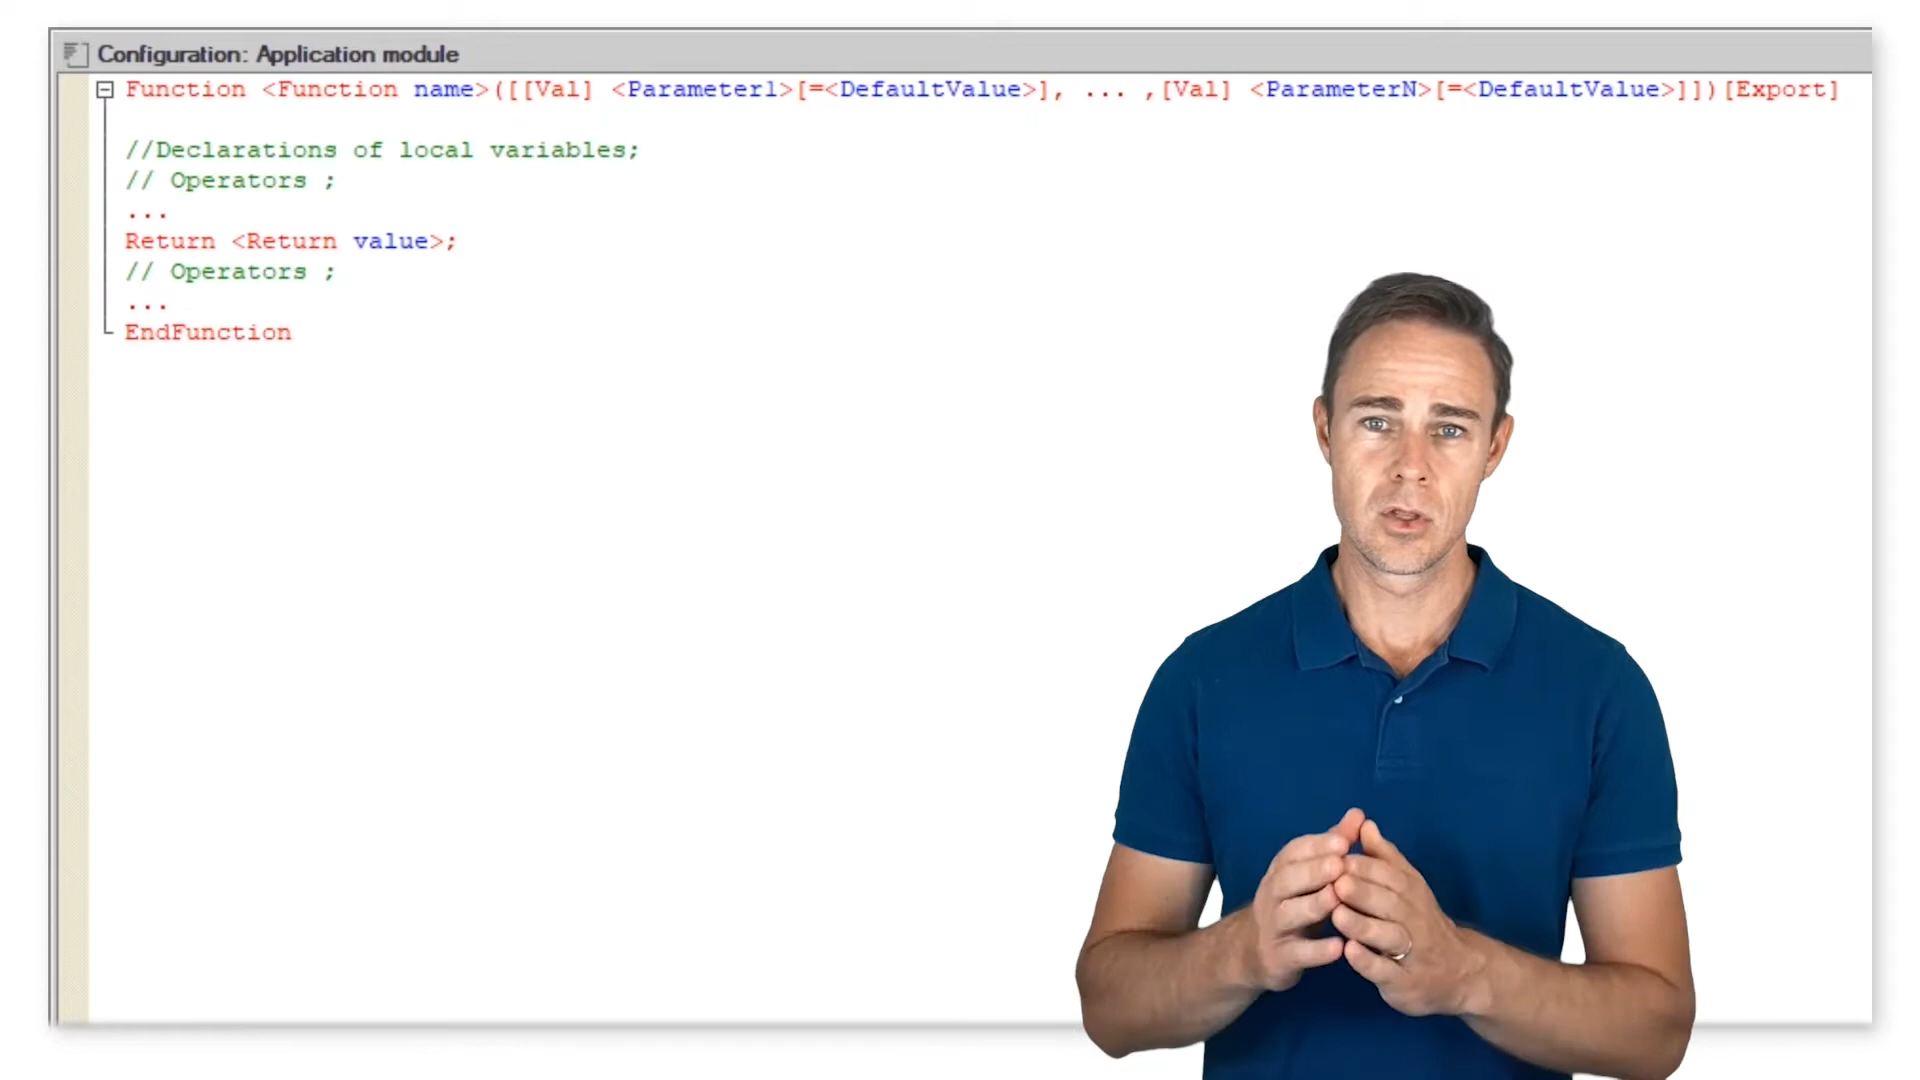 Configuration: Application module
Function <Function name>([[Val] <Parameter1>[=<DefaultValue>], ... ,[Val] <ParameterN>[=<DefaultValue>]])[Export]
//Declarations of local variables;
// Operators ;
...
Return <Return value>;
// Operators ;
...
EndFunction